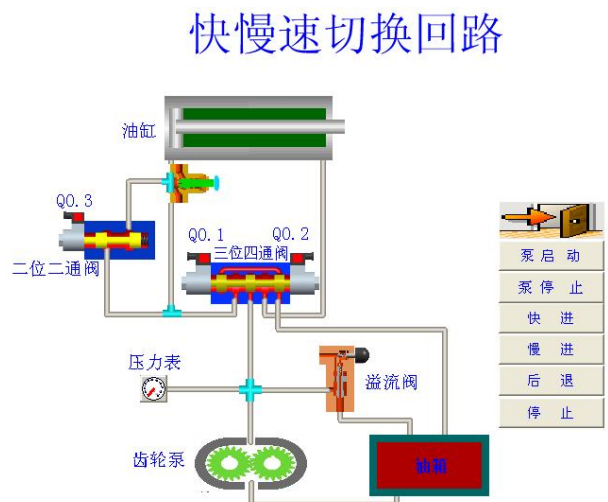 快慢速切换回路
油缸
Q0.3
Q0.1
Q0.2
三位四通阀
二位二通阀
压力表
溢流阀
齿轮泵
油箱
泵启动
泵停止
快进
慢进
后退
停止